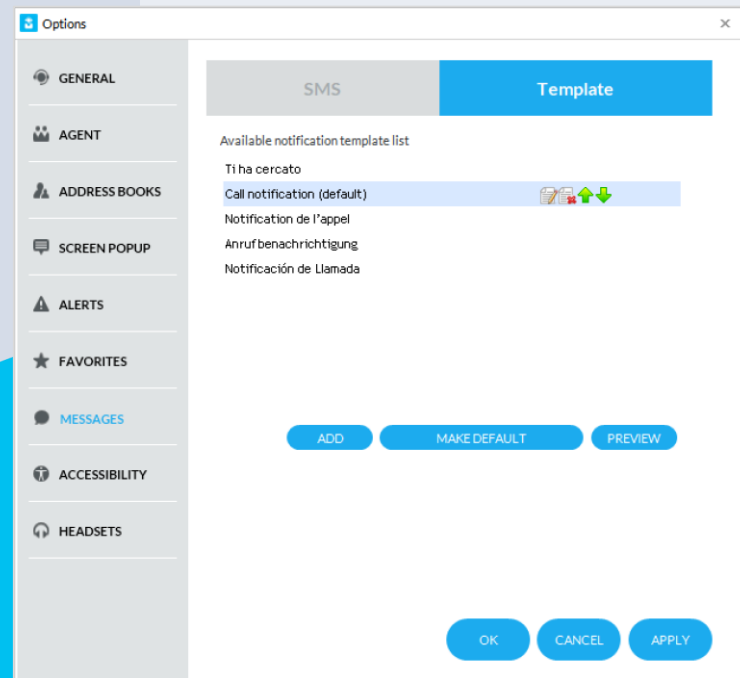 Options
GENERAL
AGENT
ADDRESS BOOKS
SCREEN POPUP
ALERTS
FAVORITES
MESSAGES
ACCESSIBILITY
HEADSETS
SMS
Template
Available notification template list
Ti ha cercato
Call notification (default)
Notification de l'appel
Anrufbenachrichtigung
Notificación de Llamada
ADD
MAKE DEFAULT
PREVIEW
OK
CANCEL
APPLY